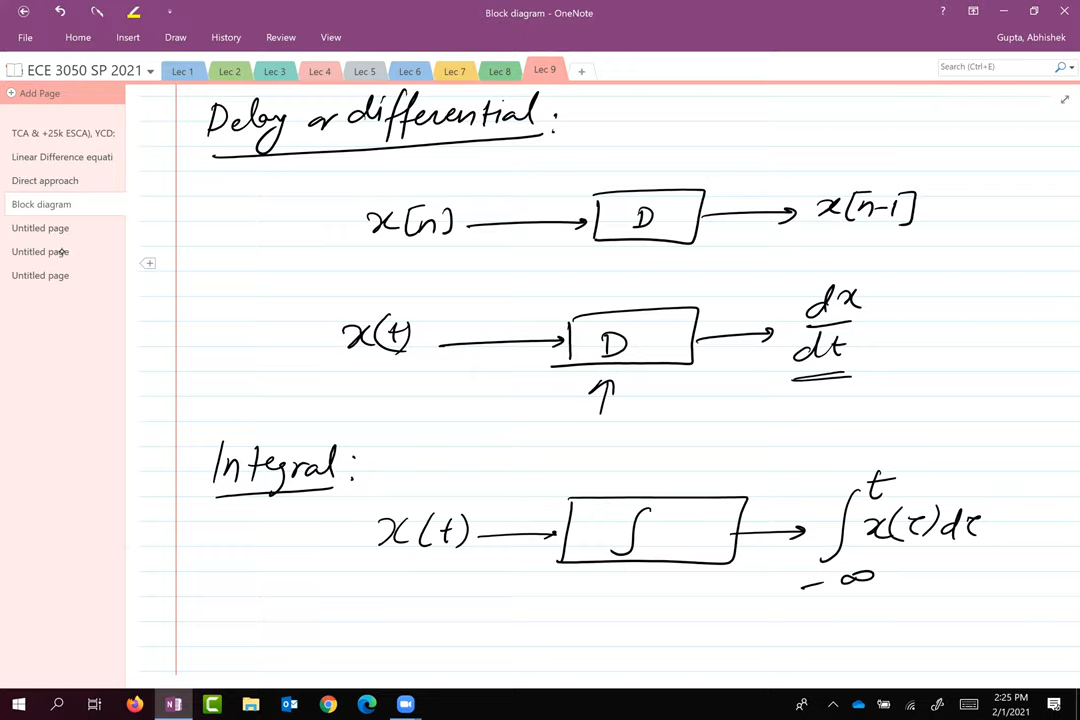 Block diagram - OneNote
?
File Home Insert Draw History Review View
Gupta, Abhishek
ECE 3050 SP 2021
Lec 1 Lec 2 Lec 3 Lec 4 Lec 5 Lec 6 Lec 7 Lec 8 Lec 9
Search (Ctrl+E)
Add Page
TCA & +25k ESCA), YCD:
Linear Difference equati
Direct approach
Block diagram
Untitled page
Untitled page
Untitled page
Delay or differential:
x[n] → D → x[n-1]
x(t) → D → dx/dt
Integral:
x(t) → ∫ → ∫_{-∞}^{t} x(τ)dτ
2:25 PM
2/1/2021